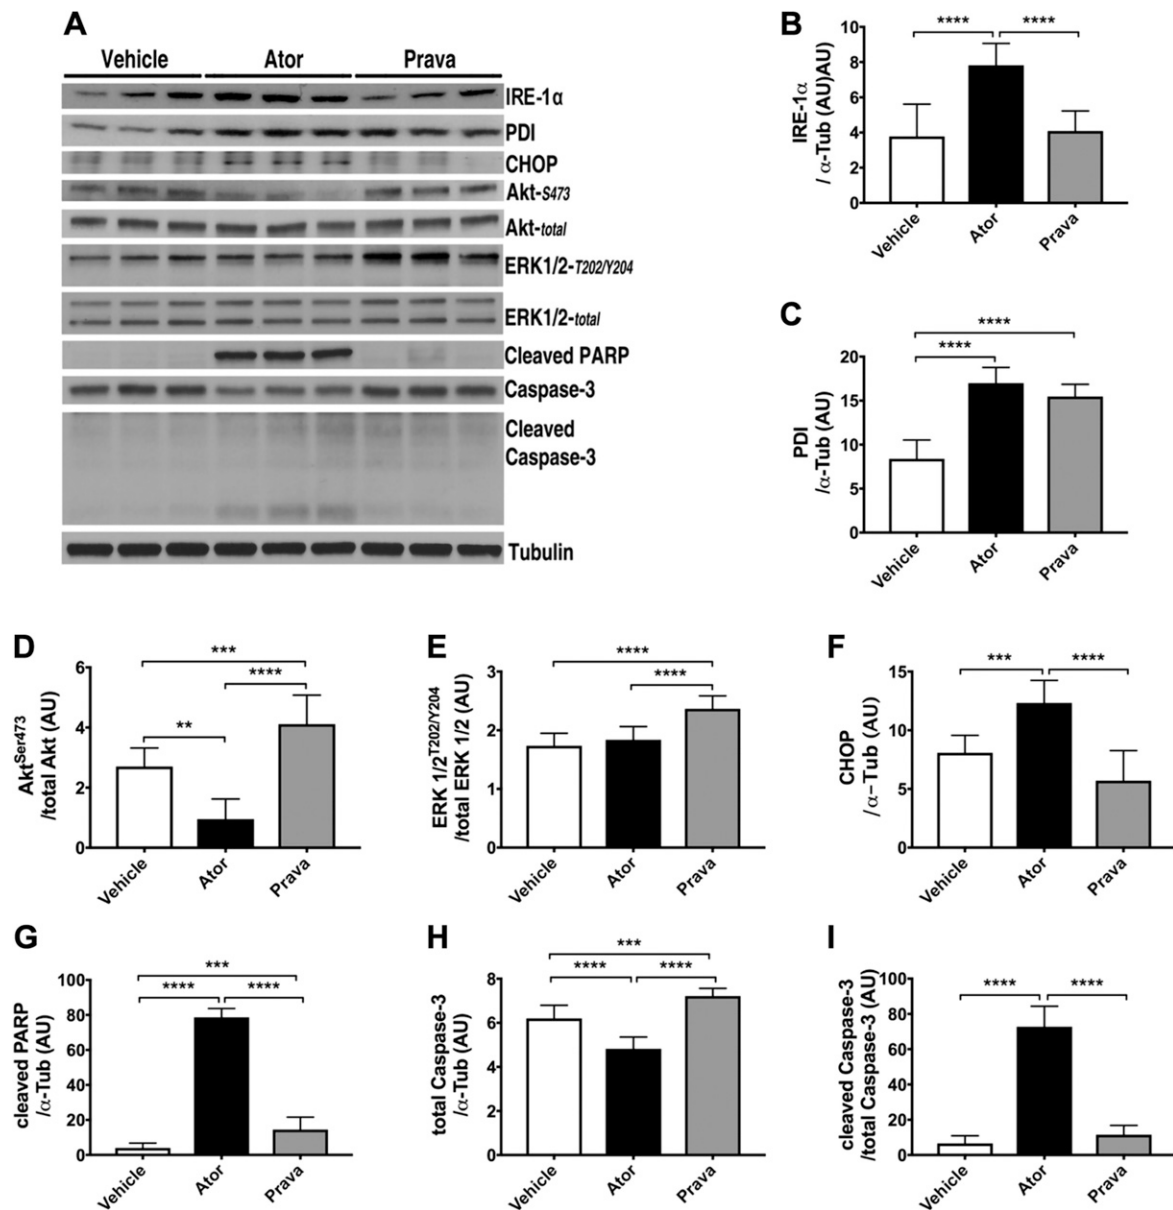 A
Vehicle Ator Prava
IRE-1α
PDI
CHOP
Akt-S473
Akt-total
ERK1/2-T202/Y204
ERK1/2-total
Cleaved PARP
Caspase-3
Cleaved
Caspase-3
Tubulin
B
**** ****
IRE-1α
/ α-Tub (AU)AU)
10
8
6
4
2
0
Vehicle Ator Prava
C
****
****
PDI
/α-Tub (AU)
20
15
10
5
0
Vehicle Ator Prava
D
***
****
**
AktSer473
/total Akt (AU)
6
4
2
0
Vehicle Ator Prava
E
****
****
ERK 1/2T202/Y204
/total ERK 1/2 (AU)
3
2
1
0
Vehicle Ator Prava
F
*** ****
CHOP
/α– Tub (AU)
15
10
5
0
Vehicle Ator Prava
G
***
**** ****
cleaved PARP
/α-Tub (AU)
100
80
60
40
20
0
Vehicle Ator Prava
H
***
**** ****
total Caspase-3
/α-Tub (AU)
8
6
4
2
0
Vehicle Ator Prava
I
**** ****
cleaved Caspase-3
/total Caspase-3 (AU)
100
80
60
40
20
0
Vehicle Ator Prava